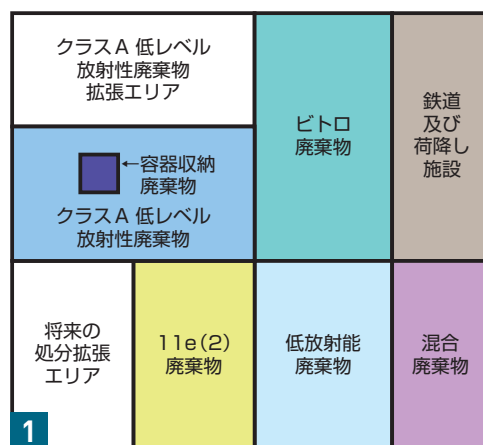 クラスA 低レベル
放射性廃棄物
拡張エリア
←容器収納
廃棄物
クラスA 低レベル
放射性廃棄物
ビトロ
廃棄物
鉄道
及び
荷降し
施設
将来の
処分拡張
エリア
11e(2)
廃棄物
低放射能
廃棄物
混合
廃棄物
1